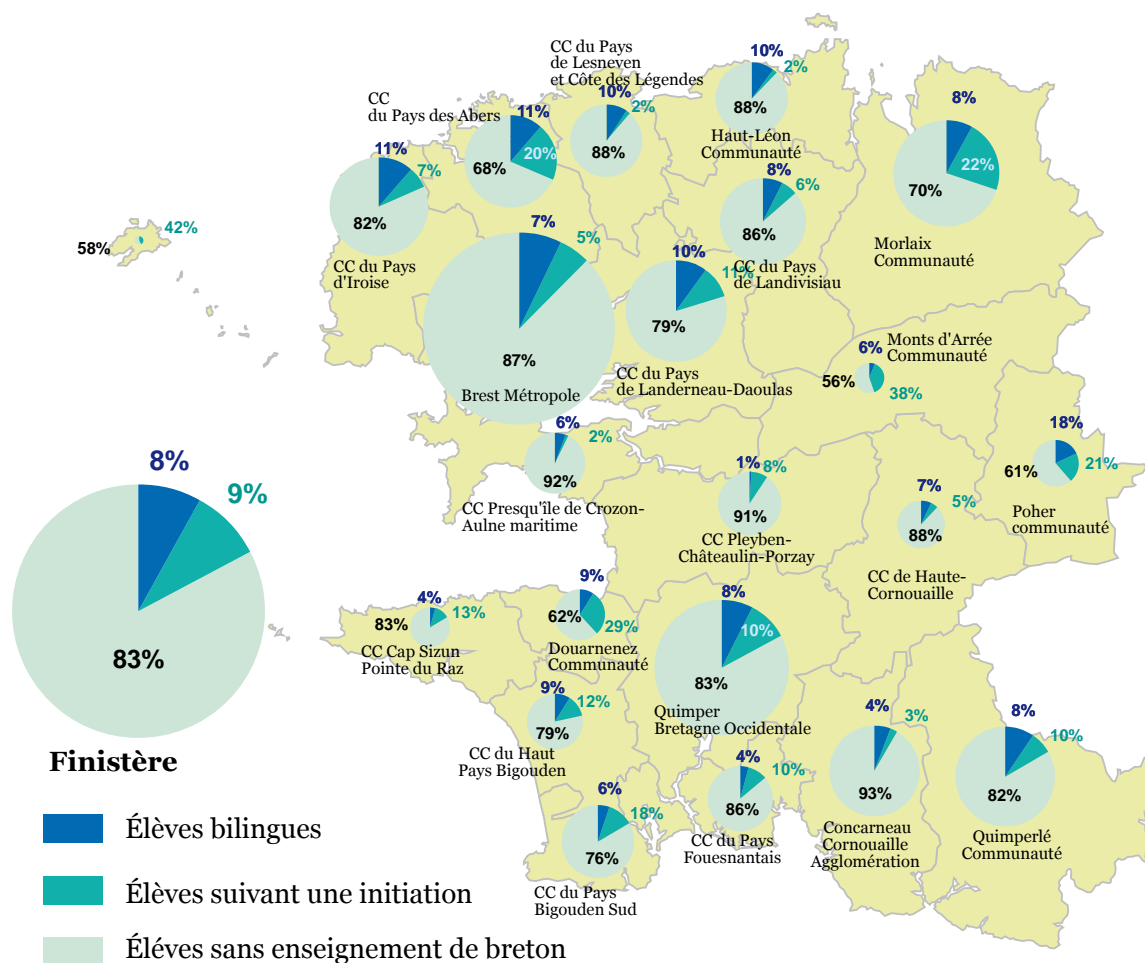 CC du Pays
de Lesneven
et Côte des Légendes
10%
2%
88%
10%
2%
88%
Haut-Léon
Communauté
CC
du Pays des Abers
11%
20%
68%
8%
22%
70%
Morlaix
Communauté
11%
7%
82%
CC du Pays
d'Iroise
8%
6%
86%
CC du Pays
de Landivisiau
58%
42%
7%
5%
87%
Brest Métropole
10%
11%
79%
CC du Pays
de Landerneau-Daoulas
Monts d'Arrée
Communauté
6%
56%
38%
18%
61%
21%
Poher
communauté
6%
2%
92%
CC Presqu'île de Crozon-
Aulne maritime
1%
8%
91%
CC Pleyben-
Châteaulin-Porzay
7%
5%
88%
CC de Haute-
Cornouaille
8%
9%
83%
Finistère
4%
83%
13%
CC Cap Sizun
Pointe du Raz
9%
62%
29%
Douarnenez
Communauté
8%
10%
83%
Quimper
Bretagne Occidentale
9%
12%
79%
CC du Haut
Pays Bigouden
6%
18%
76%
CC du Pays
Bigouden Sud
4%
10%
86%
CC du Pays
Fouesnantais
4%
3%
93%
Concarneau
Cornouaille
Agglomération
8%
10%
82%
Quimperlé
Communauté
Élèves bilingues
Élèves suivant une initiation
Éléves sans enseignement de breton